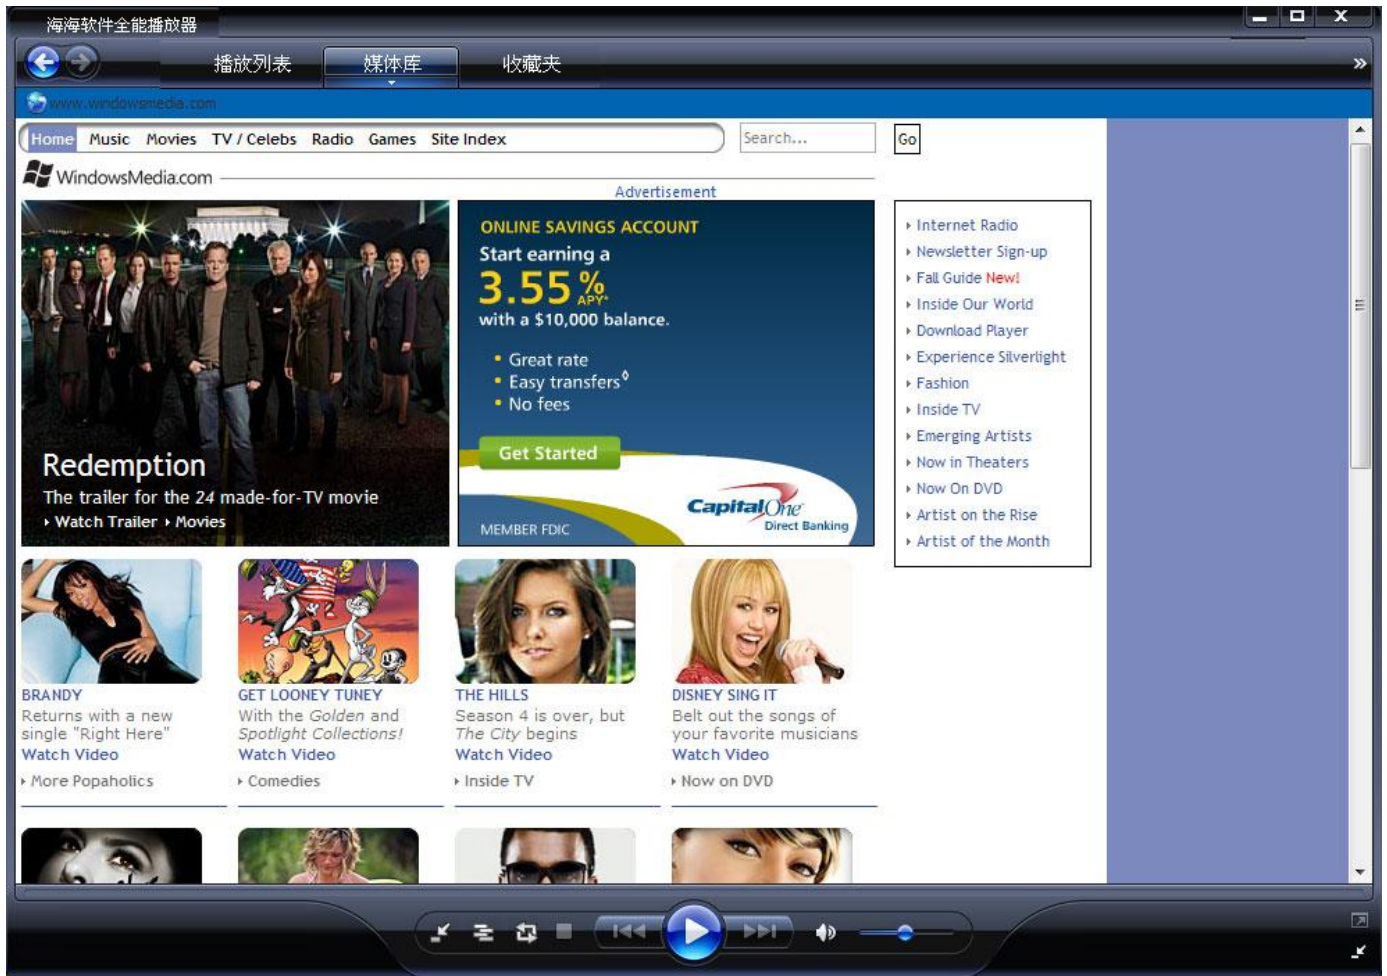 海海软件全能播放器
播放列表
媒体库
收藏夹
www.windowsmedia.com
Home Music Movies TV / Celebs Radio Games Site Index
Search...
Go
WindowsMedia.com
Advertisement
Redemption
The trailer for the 24 made-for-TV movie
Watch Trailer Movies
ONLINE SAVINGS ACCOUNT
Start earning a
3.55%
APY*
with a $10,000 balance.
• Great rate
• Easy transfers◊
• No fees
Get Started
CapitalOne
Direct Banking
MEMBER FDIC
Internet Radio
Newsletter Sign-up
Fall Guide New!
Inside Our World
Download Player
Experience Silverlight
Fashion
Inside TV
Emerging Artists
Now in Theaters
Now On DVD
Artist on the Rise
Artist of the Month
BRANDY
Returns with a new
single "Right Here"
Watch Video
More Popaholics
GET LOONEY TUNEY
With the Golden and
Spotlight Collections!
Watch Video
Comedies
THE HILLS
Season 4 is over, but
The City begins
Watch Video
Inside TV
DISNEY SING IT
Belt out the songs of
your favorite musicians
Watch Video
Now on DVD